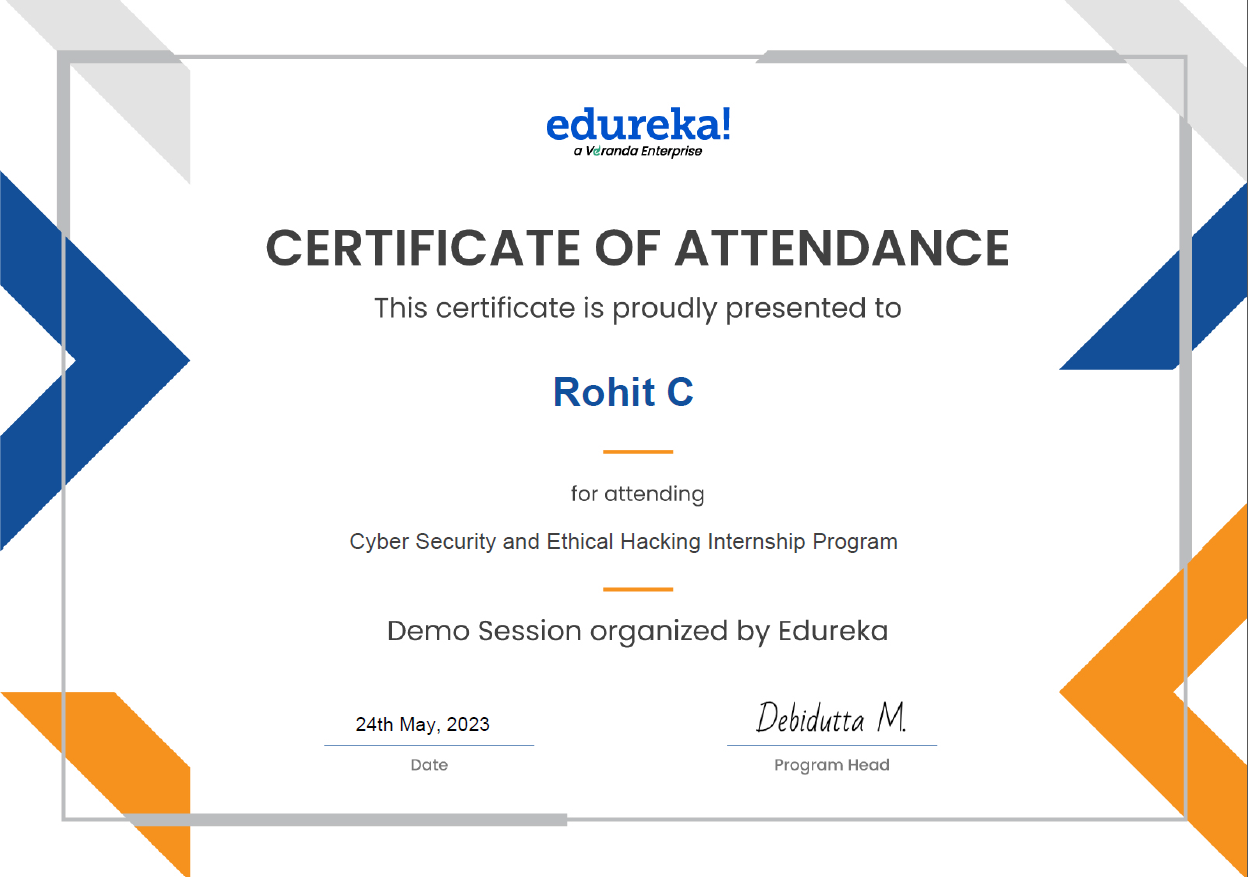 edureka!
a Veranda Enterprise
CERTIFICATE OF ATTENDANCE
This certificate is proudly presented to
Rohit C
for attending
Cyber Security and Ethical Hacking Internship Program
Demo Session organized by Edureka
24th May, 2023
Debidutta M.
Date
Program Head